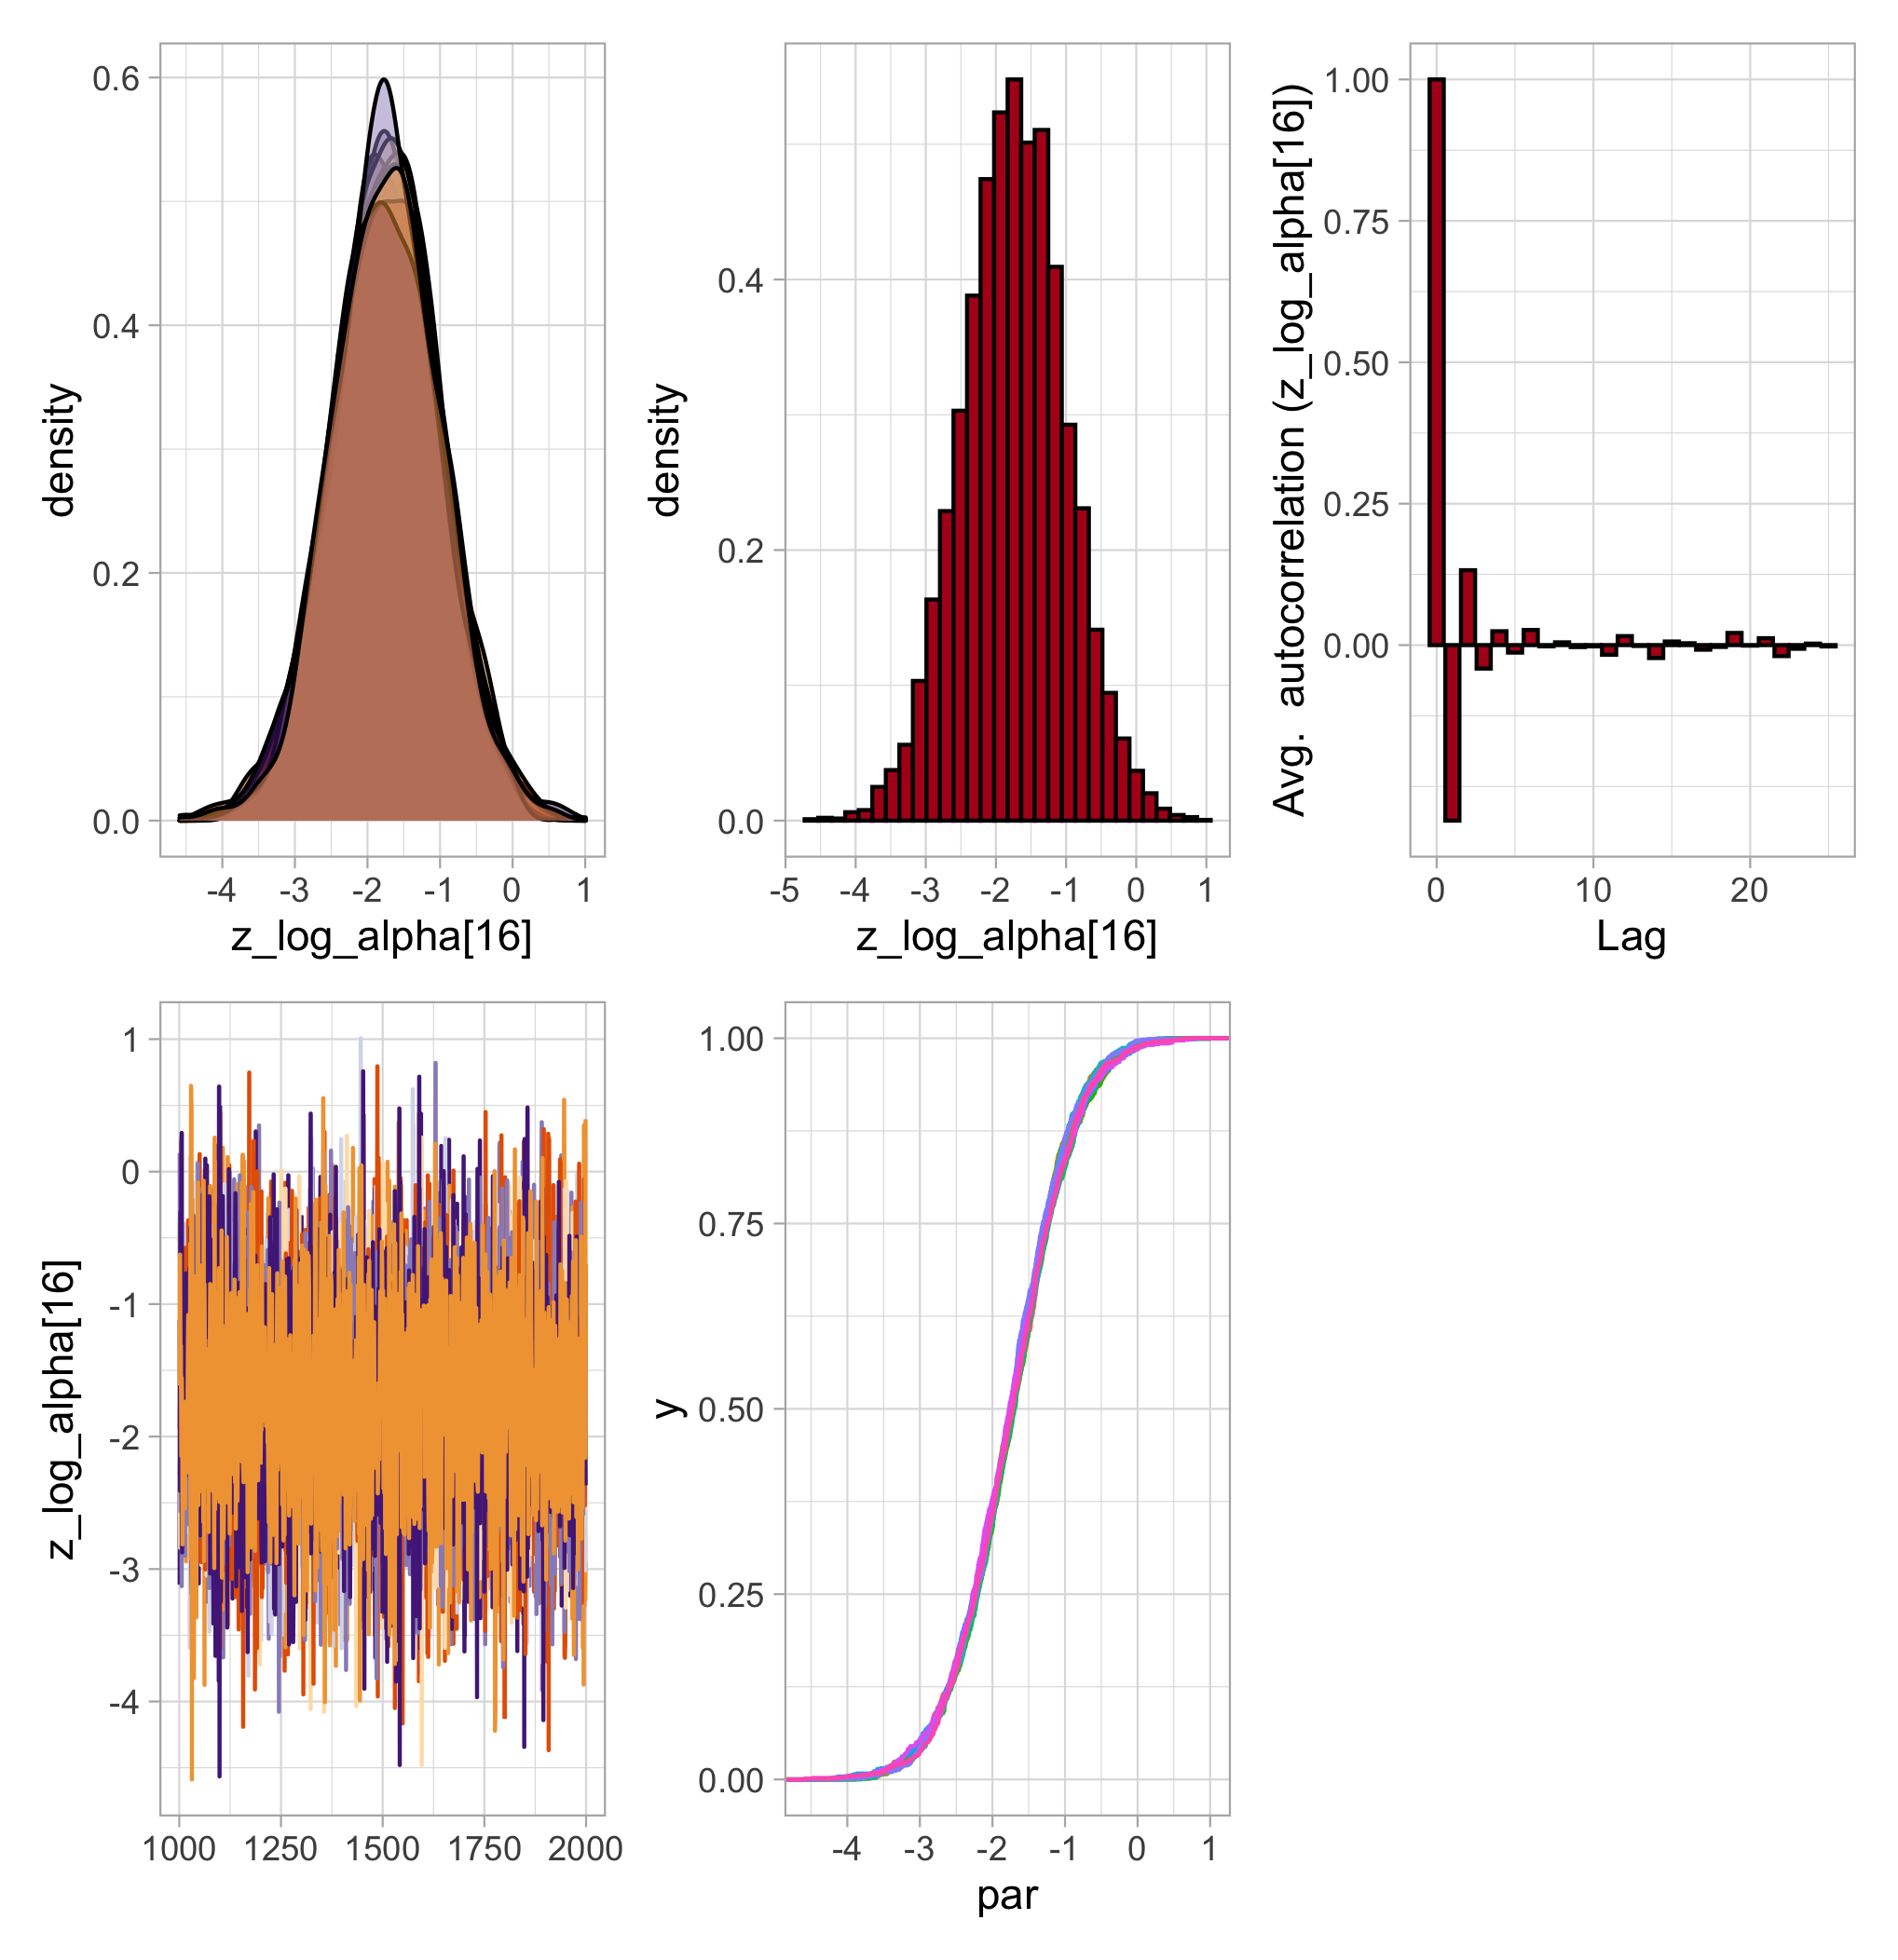 0.6
0.4
0.2
0.0
density
-4 -3 -2 -1 0 1
z_log_alpha[16]
0.4
0.2
0.0
density
-5 -4 -3 -2 -1 0 1
z_log_alpha[16]
1.00
0.75
0.50
0.25
0.00
Avg. autocorrelation (z_log_alpha[16])
0 10 20
Lag
1
0
-1
-2
-3
-4
z_log_alpha[16]
1000 1250 1500 1750 2000
1.00
0.75
0.50
0.25
0.00
y
-4 -3 -2 -1 0 1
par